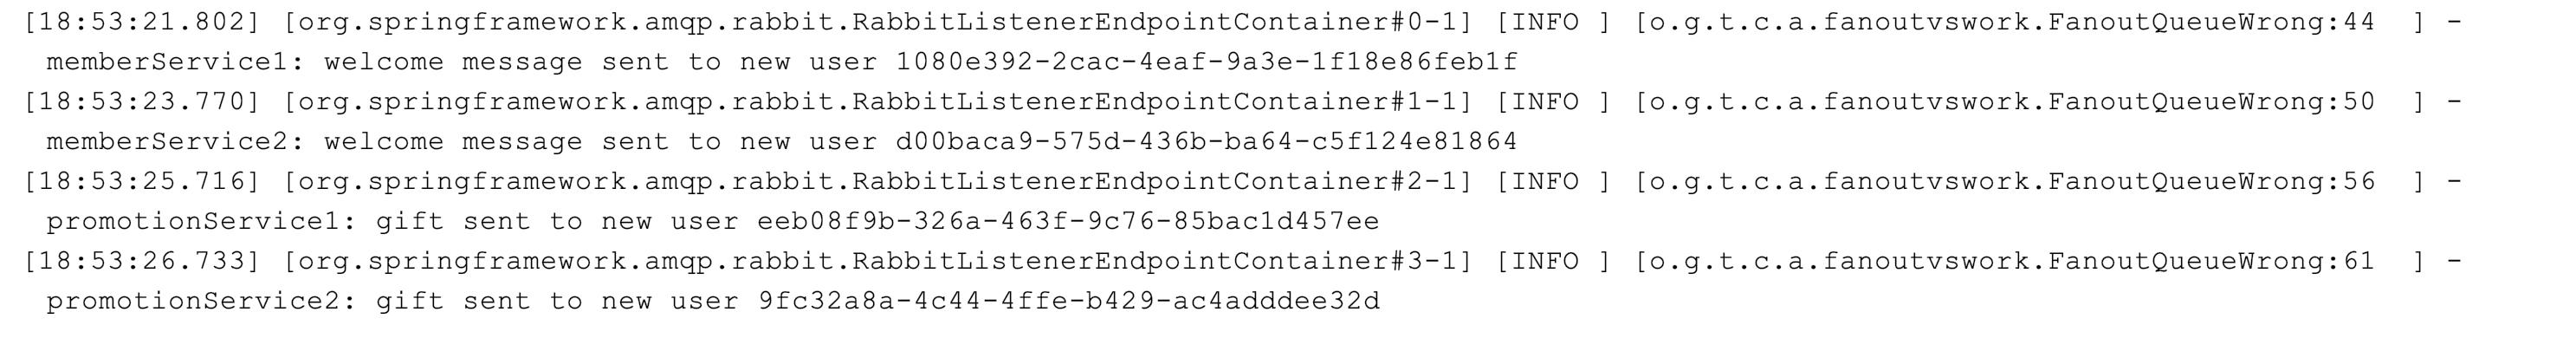 [18:53:21.802] [org.springframework.amqp.rabbit.RabbitListenerEndpointContainer#0-1] [INFO ] [o.g.t.c.a.fanoutvswork.FanoutQueueWrong:44  ] -
memberService1: welcome message sent to new user 1080e392-2cac-4eaf-9a3e-1f18e86feb1f
[18:53:23.770] [org.springframework.amqp.rabbit.RabbitListenerEndpointContainer#1-1] [INFO ] [o.g.t.c.a.fanoutvswork.FanoutQueueWrong:50  ] -
memberService2: welcome message sent to new user d00baca9-575d-436b-ba64-c5f124e81864
[18:53:25.716] [org.springframework.amqp.rabbit.RabbitListenerEndpointContainer#2-1] [INFO ] [o.g.t.c.a.fanoutvswork.FanoutQueueWrong:56  ] -
promotionService1: gift sent to new user eeb08f9b-326a-463f-9c76-85bac1d457ee
[18:53:26.733] [org.springframework.amqp.rabbit.RabbitListenerEndpointContainer#3-1] [INFO ] [o.g.t.c.a.fanoutvswork.FanoutQueueWrong:61  ] -
promotionService2: gift sent to new user 9fc32a8a-4c44-4ffe-b429-ac4adddee32d